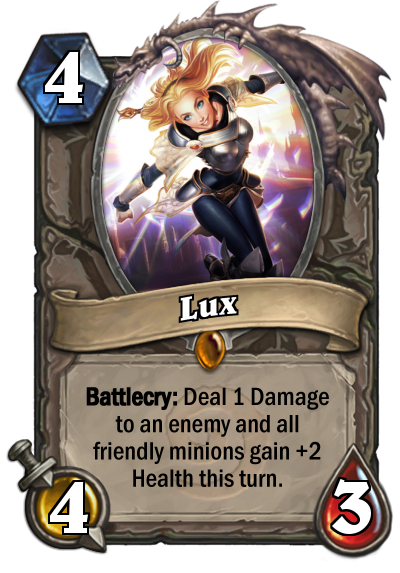 4
Lux
Battlecry: Deal 1 Damage
to an enemy and all
friendly minions gain +2
Health this turn.
4
3